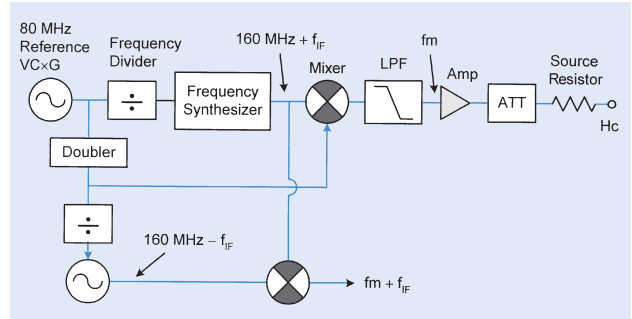 80 MHz
Reference
VC×G
Frequency
Divider
160 MHz + fIF
Mixer
LPF
fm
Amp
Source
Resistor
÷
Frequency
Synthesizer
ATT
Hc
Doubler
÷
160 MHz – fIF
fm + fIF